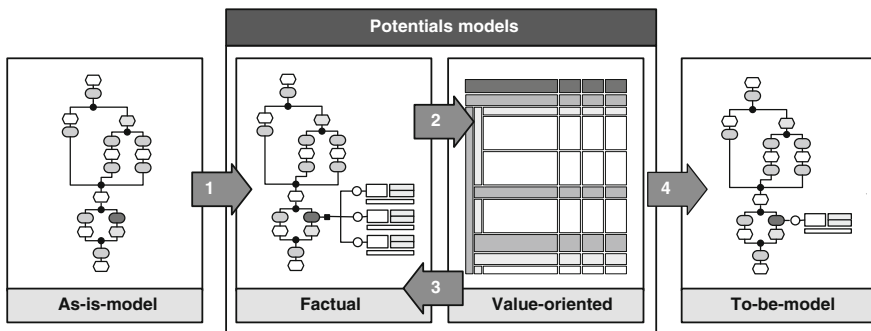 Potentials models
1
2
3
4
As-is-model
Factual
Value-oriented
To-be-model